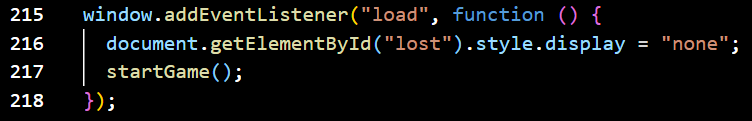 215 window.addEventListener("load", function () {
216 document.getElementById("lost").style.display = "none";
217 startGame();
218 });